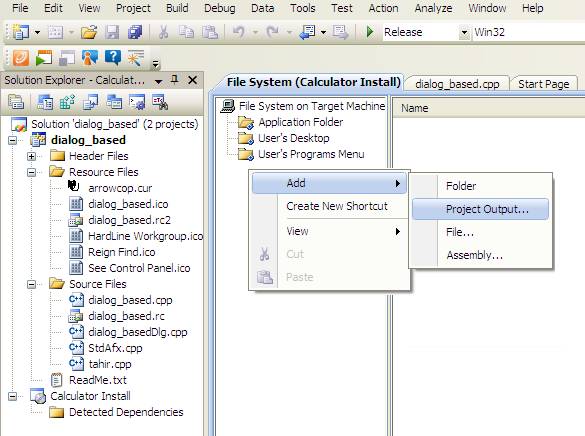 File Edit View Project Build Debug Data Tools Test Action Analyze Window Help
Release Win32
Solution Explorer - Calculat...
File System (Calculator Install) dialog_based.cpp Start Page
File System on Target Machine
Application Folder
User's Desktop
User's Programs Menu
Name
Solution 'dialog_based' (2 projects)
dialog_based
Header Files
Resource Files
arrowcop.cur
dialog_based.ico
dialog_based.rc2
HardLine Workgroup.ico
Reign Find.ico
See Control Panel.ico
Source Files
dialog_based.cpp
dialog_based.rc
dialog_basedDlg.cpp
StdAfx.cpp
tahir.cpp
ReadMe.txt
Calculator Install
Detected Dependencies
Add
Create New Shortcut
View
Cut
Paste
Folder
Project Output...
File...
Assembly...